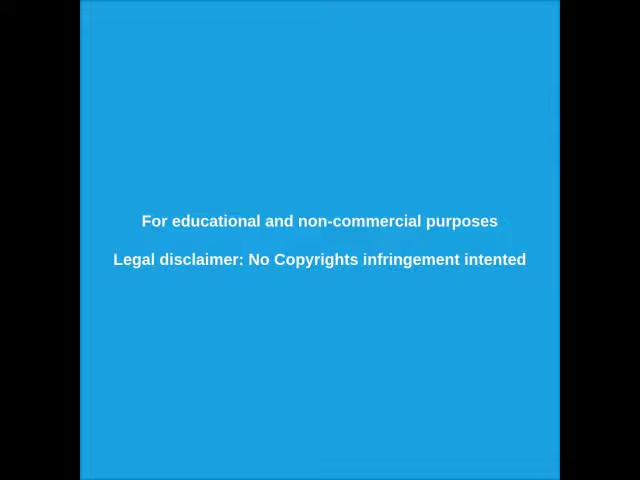 For educational and non-commercial purposes
Legal disclaimer: No Copyrights infringement intented